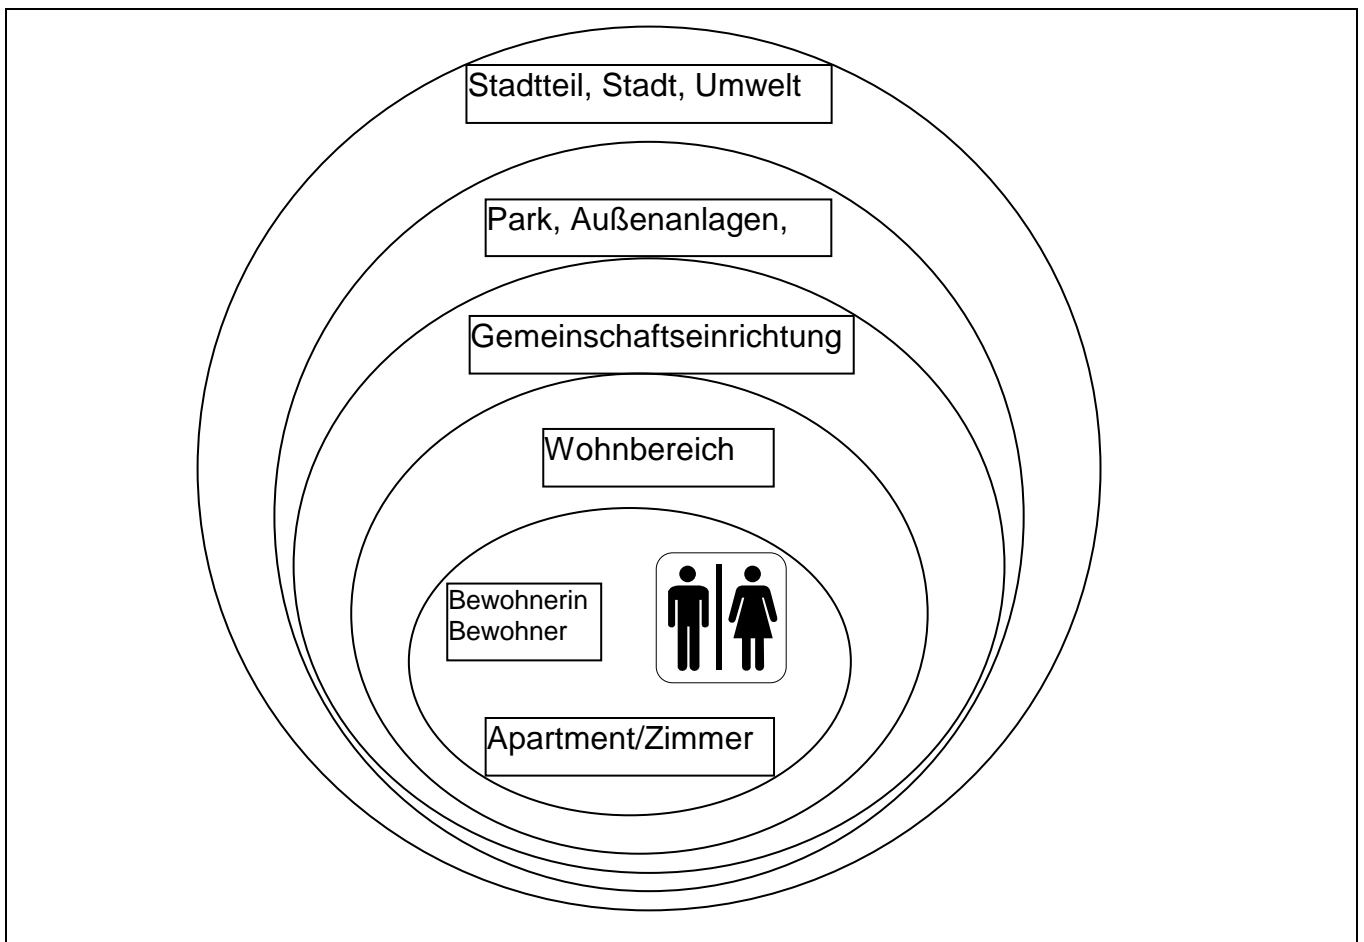 Stadtteil, Stadt, Umwelt
Park, Außenanlagen,
Gemeinschaftseinrichtung
Wohnbereich
Bewohnerin
Bewohner
Apartment/Zimmer